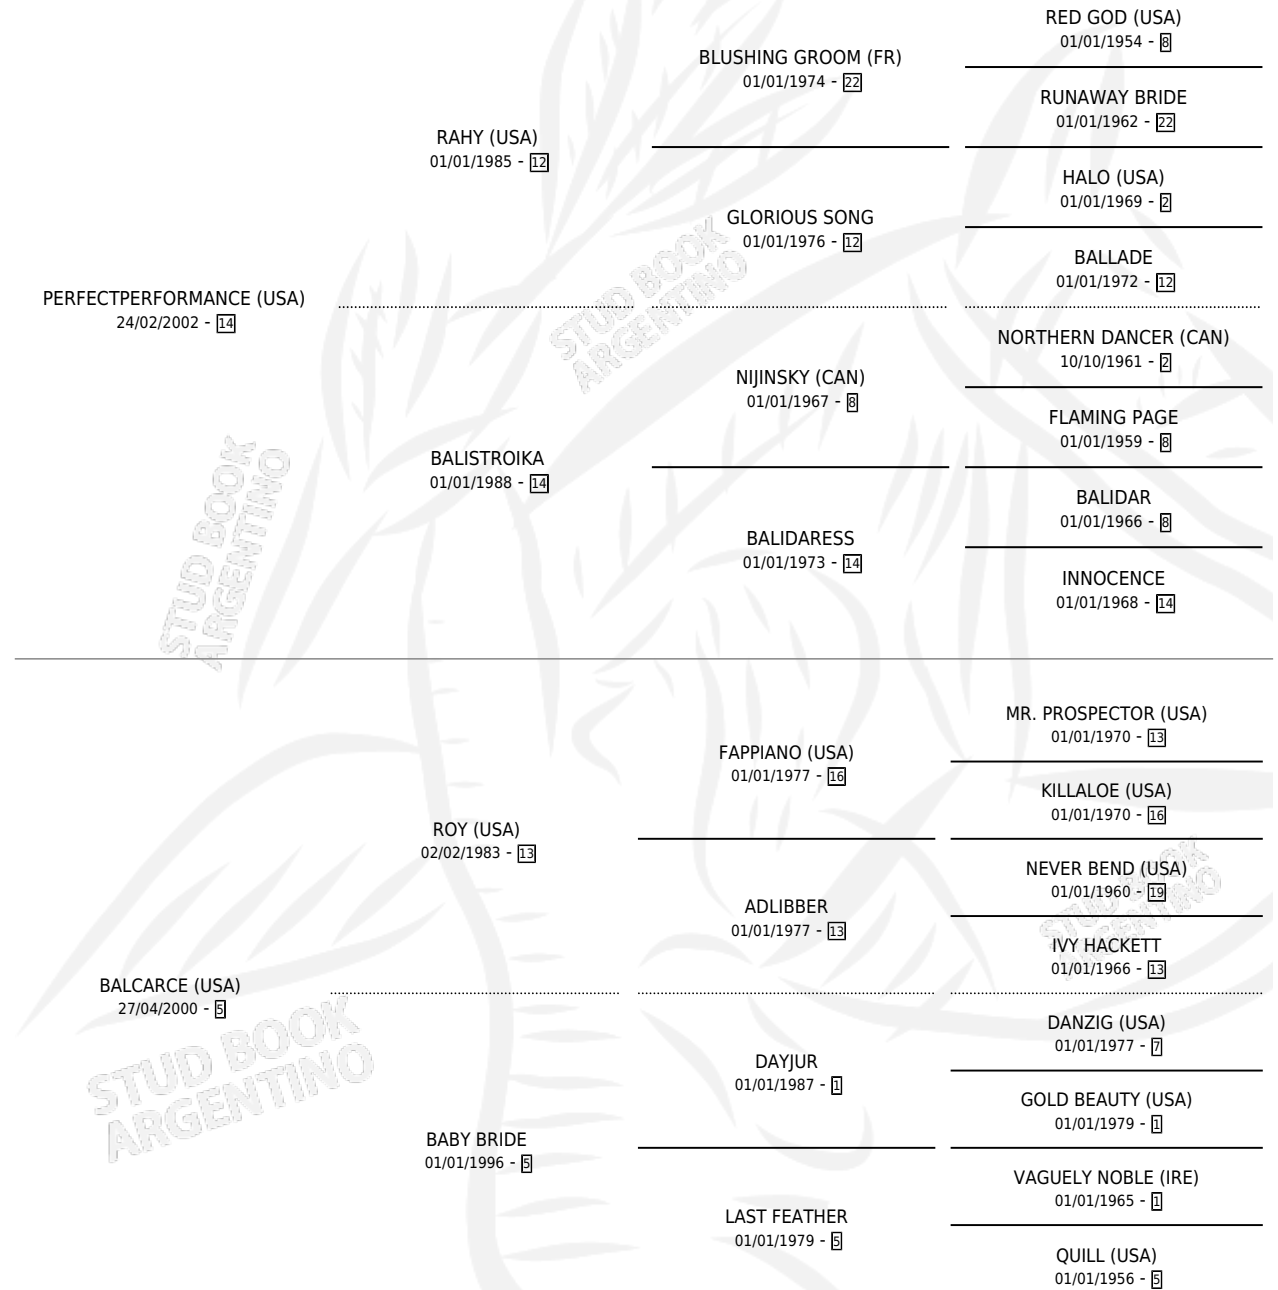 RED GOD (USA)
01/01/1954 - 8
BLUSHING GROOM (FR)
01/01/1974 - 22
RUNAWAY BRIDE
01/01/1962 - 22
RAHY (USA)
01/01/1985 - 12
HALO (USA)
01/01/1969 - 2
GLORIOUS SONG
01/01/1976 - 12
BALLADE
01/01/1972 - 12
PERFECTPERFORMANCE (USA)
24/02/2002 - 14
STUD BOOK
ARGENTINO
NORTHERN DANCER (CAN)
10/10/1961 - 2
NIJINSKY (CAN)
01/01/1967 - 8
FLAMING PAGE
01/01/1959 - 8
BALISTROIKA
01/01/1988 - 14
BALIDAR
01/01/1966 - 8
BALIDARESS
01/01/1973 - 14
INNOCENCE
01/01/1968 - 14
STUD BOOK
ARGENTINO
MR. PROSPECTOR (USA)
01/01/1970 - 13
FAPPIANO (USA)
01/01/1977 - 16
KILLALOE (USA)
01/01/1970 - 16
ROY (USA)
02/02/1983 - 13
NEVER BEND (USA)
01/01/1960 - 19
ADLIBBER
01/01/1977 - 13
STUD BOOK
ARGENTINO
IVY HACKETT
01/01/1966 - 13
BALCARCE (USA)
27/04/2000 - 5
STUD BOOK
ARGENTINO
DANZIG (USA)
01/01/1977 - 7
DAYJUR
01/01/1987 - 1
GOLD BEAUTY (USA)
01/01/1979 - 1
BABY BRIDE
01/01/1996 - 5
VAGUELY NOBLE (IRE)
01/01/1965 - 1
LAST FEATHER
01/01/1979 - 5
QUILL (USA)
01/01/1956 - 5